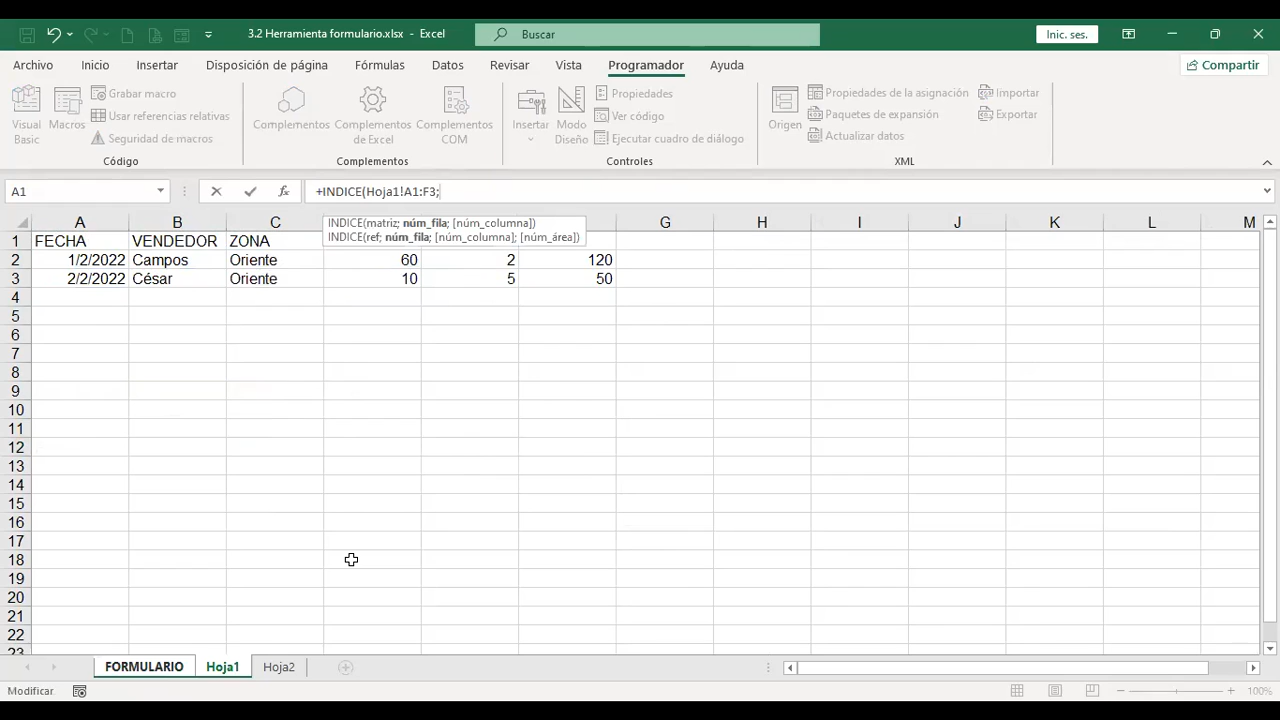 3.2 Herramienta formulario.xlsx - Excel
Buscar
Inic. ses.
Archivo Inicio Insertar Disposición de página Fórmulas Datos Revisar Vista Programador Ayuda
Compartir
Visual Basic
Macros
Grabar macro
Usar referencias relativas
Seguridad de macros
Código
Complementos
Complementos de Excel
Complementos COM
Complementos
Insertar
Modo Diseño
Propiedades
Ver código
Ejecutar cuadro de diálogo
Controles
Origen
Propiedades de la asignación
Paquetes de expansión
Actualizar datos
Importar
Exportar
XML
A1
fx
+INDICE(Hoja1!A1:F3;
INDICE(matriz; núm_fila; [núm_columna])
INDICE(ref; núm_fila; [núm_columna]; [núm_área])
A B C G H I J K L M
1 FECHA VENDEDOR ZONA
2 1/2/2022 Campos Oriente 60 2 120
3 2/2/2022 César Oriente 10 5 50
4
5
6
7
8
9
10
11
12
13
14
15
16
17
18
19
20
21
22
23
FORMULARIO Hoja1 Hoja2
Modificar
100%